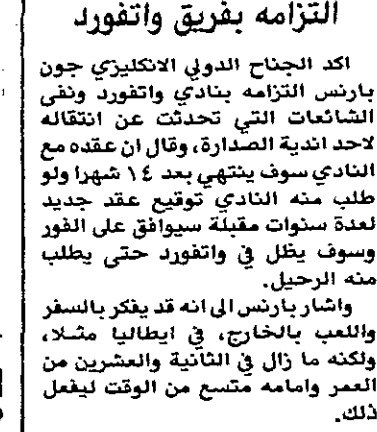 التزامه بفريق واتفورد
اكد الجناح الدولي الانكليزي جون
بارنس التزامه بنادي واتفورد ونفى
الشائعات التي تحدثت عن انتقاله
لاحد اندية الصدارة، وقال ان عقده مع
النادي سوف ينتهي بعد ١٤ شهرا ولو
طلب منه النادي توقيع عقد جديد
لعدة سنوات مقبلة سيوافق على الفور
وسوف يظل في واتفورد حتى يطلب
منه الرحيل.
واشار بارنس الى انه قد يفكر بالسفر
واللعب بالخارج، في ايطاليا مثلا،
ولكنه ما زال في الثانية والعشرين من
العمر وامامه متسع من الوقت ليفعل
ذلك.